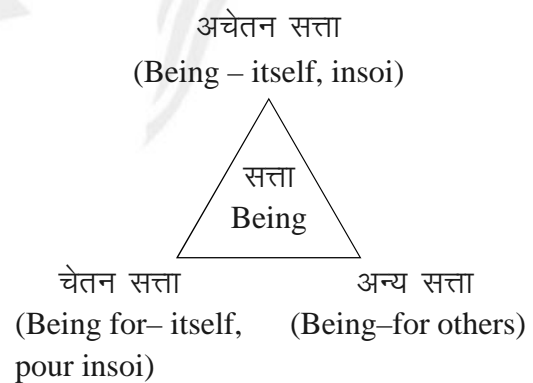 अचेतन सत्ता
(Being – itself, insoi)
सत्ता
Being
चेतन सत्ता
(Being for– itself,
pour insoi)
अन्य सत्ता
(Being–for others)